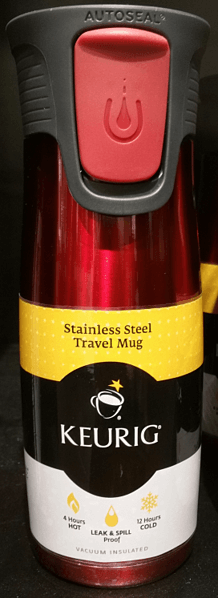 AUTOSEAL®
Stainless Steel
Travel Mug
KEURIG®
4 Hours
HOT
LEAK & SPILL
Proof
12 Hours
COLD
VACUUM INSULATED